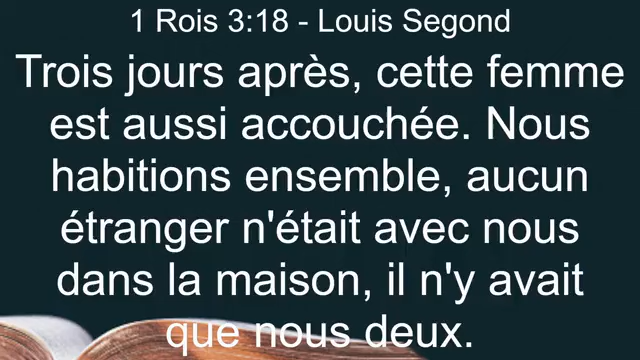 1 Rois 3:18 - Louis Segond
Trois jours après, cette femme
est aussi accouchée. Nous
habitions ensemble, aucun
étranger n'était avec nous
dans la maison, il n'y avait
que nous deux.